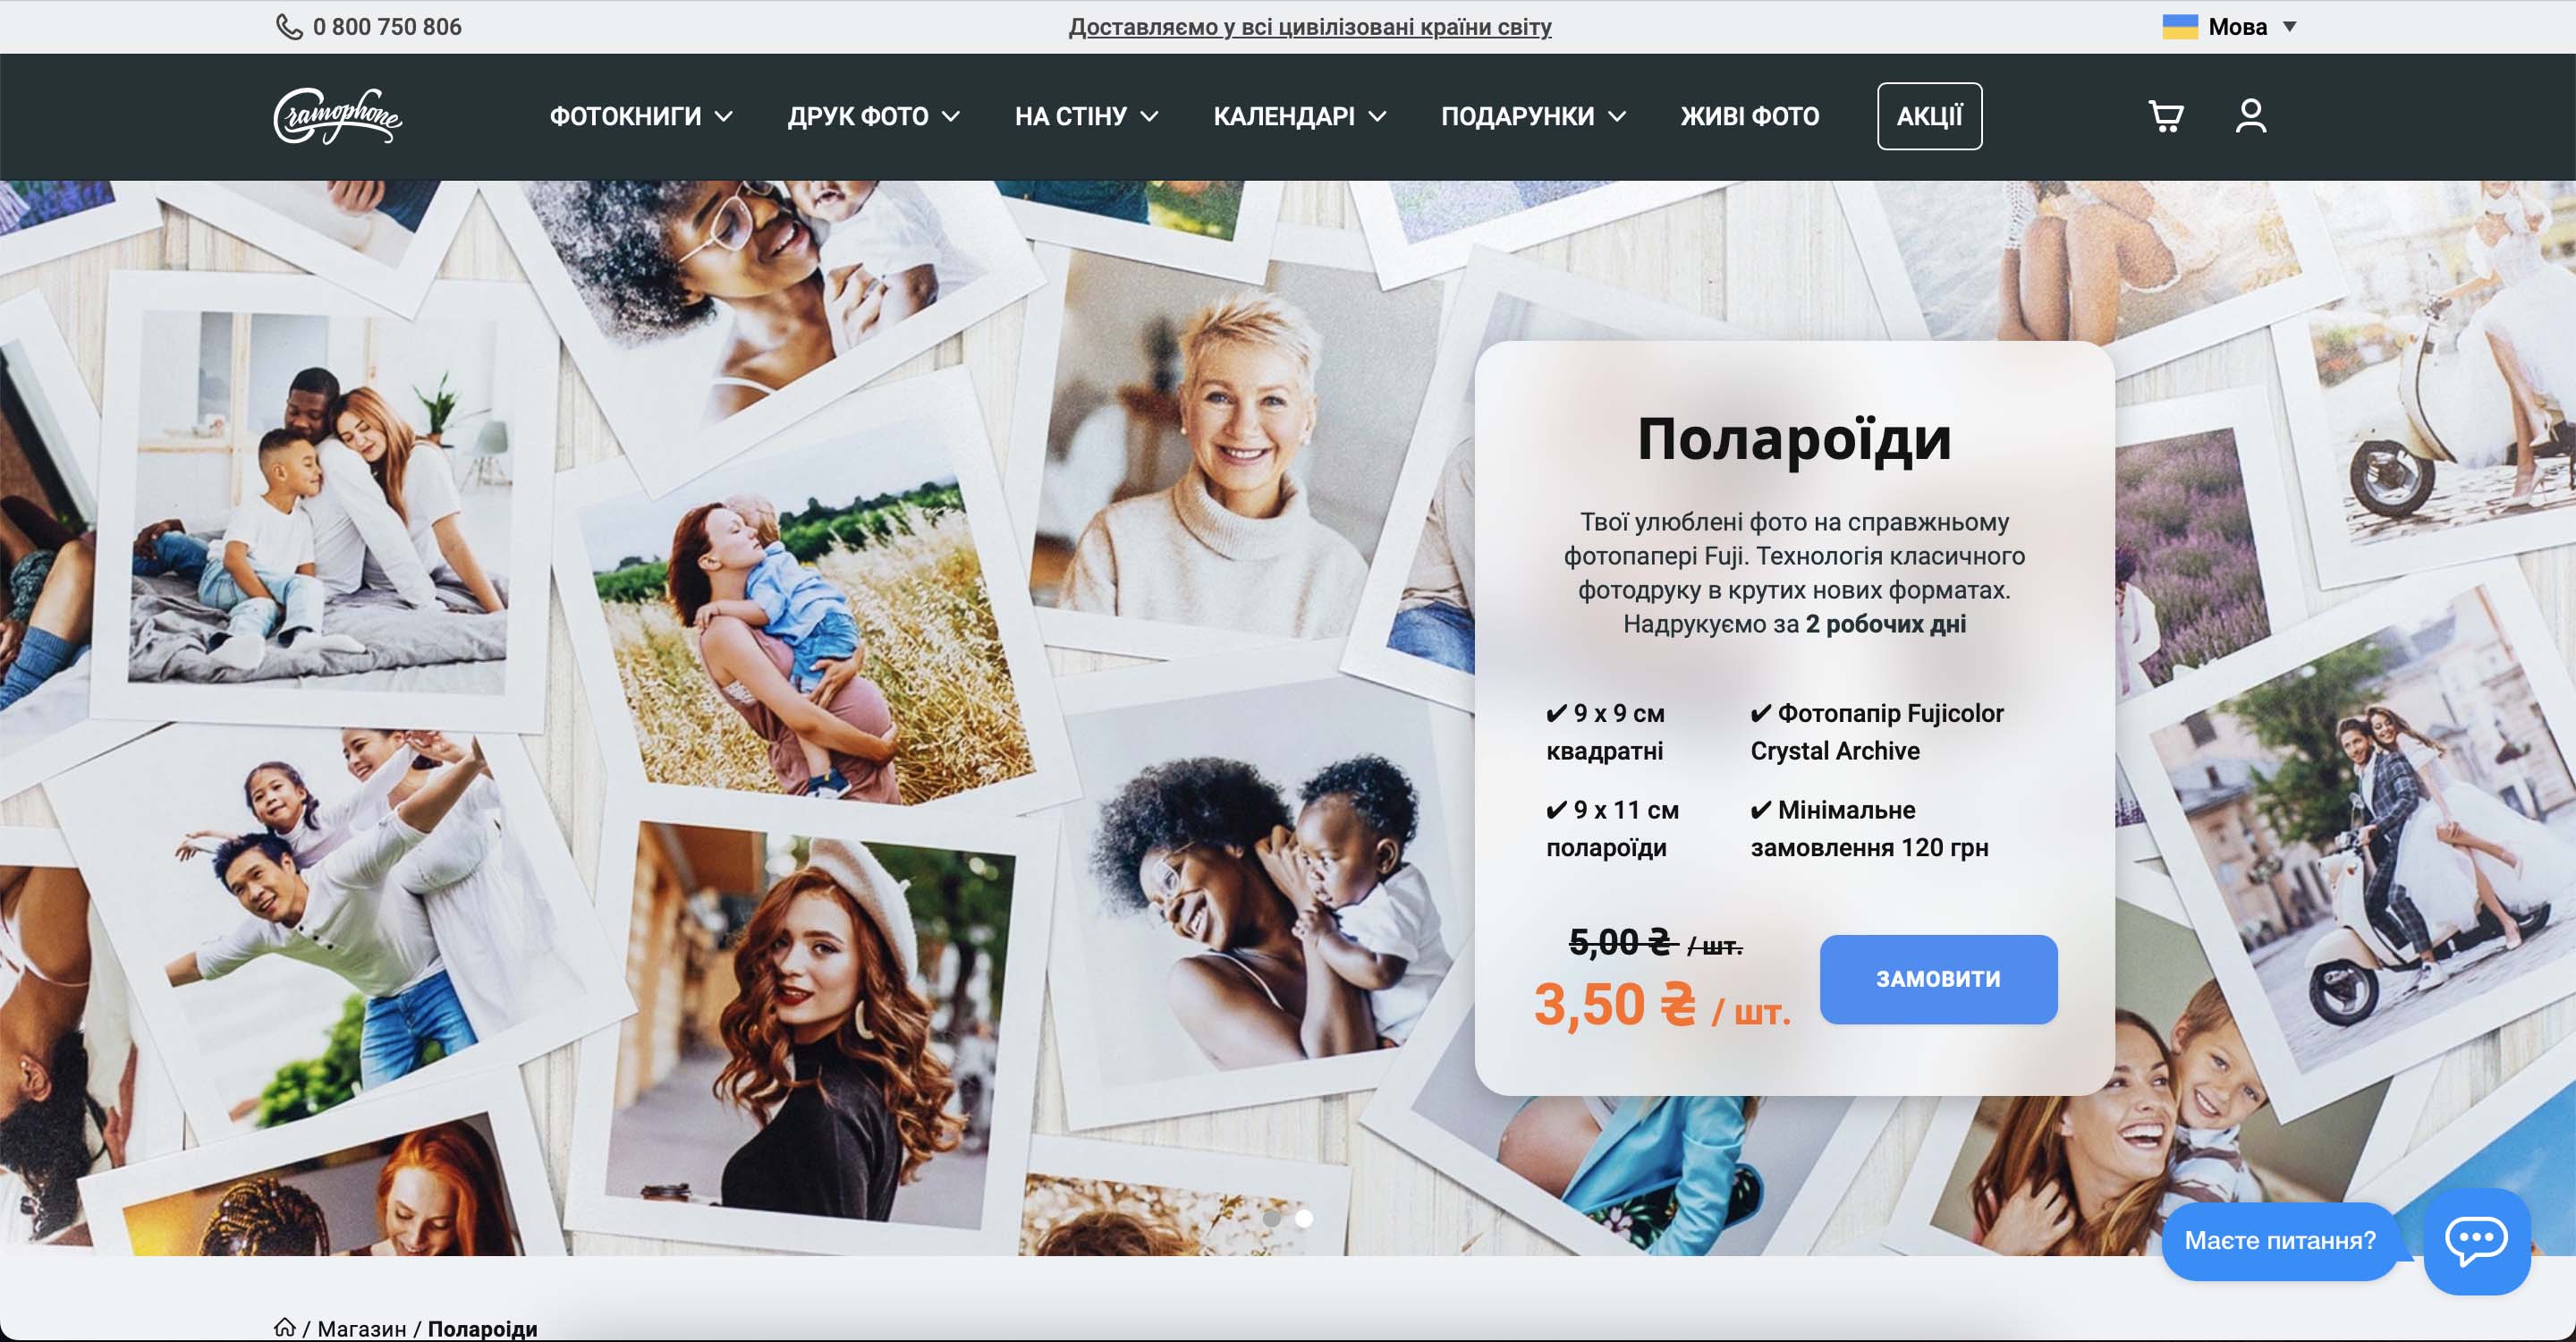 0 800 750 806
Доставляємо у всі цивілізовані країни світу
Мова
Gramophone
ФОТОКНИГИ
ДРУК ФОТО
НА СТІНУ
КАЛЕНДАРІ
ПОДАРУНКИ
ЖИВІ ФОТО
АКЦІЇ
Полароїди
Твої улюблені фото на справжньому
фотопапері Fuji. Технологія класичного
фотодруку в крутих нових форматах.
Надрукуємо за 2 робочих дні
✔ 9 х 9 см
квадратні
✔ 9 х 11 см
полароїди
✔ Фотопапір Fujicolor
Crystal Archive
✔ Мінімальне
замовлення 120 грн
5,00 ₴ / шт.
3,50 ₴ / шт.
ЗАМОВИТИ
Маєте питання?
/ Магазин / Полароіди